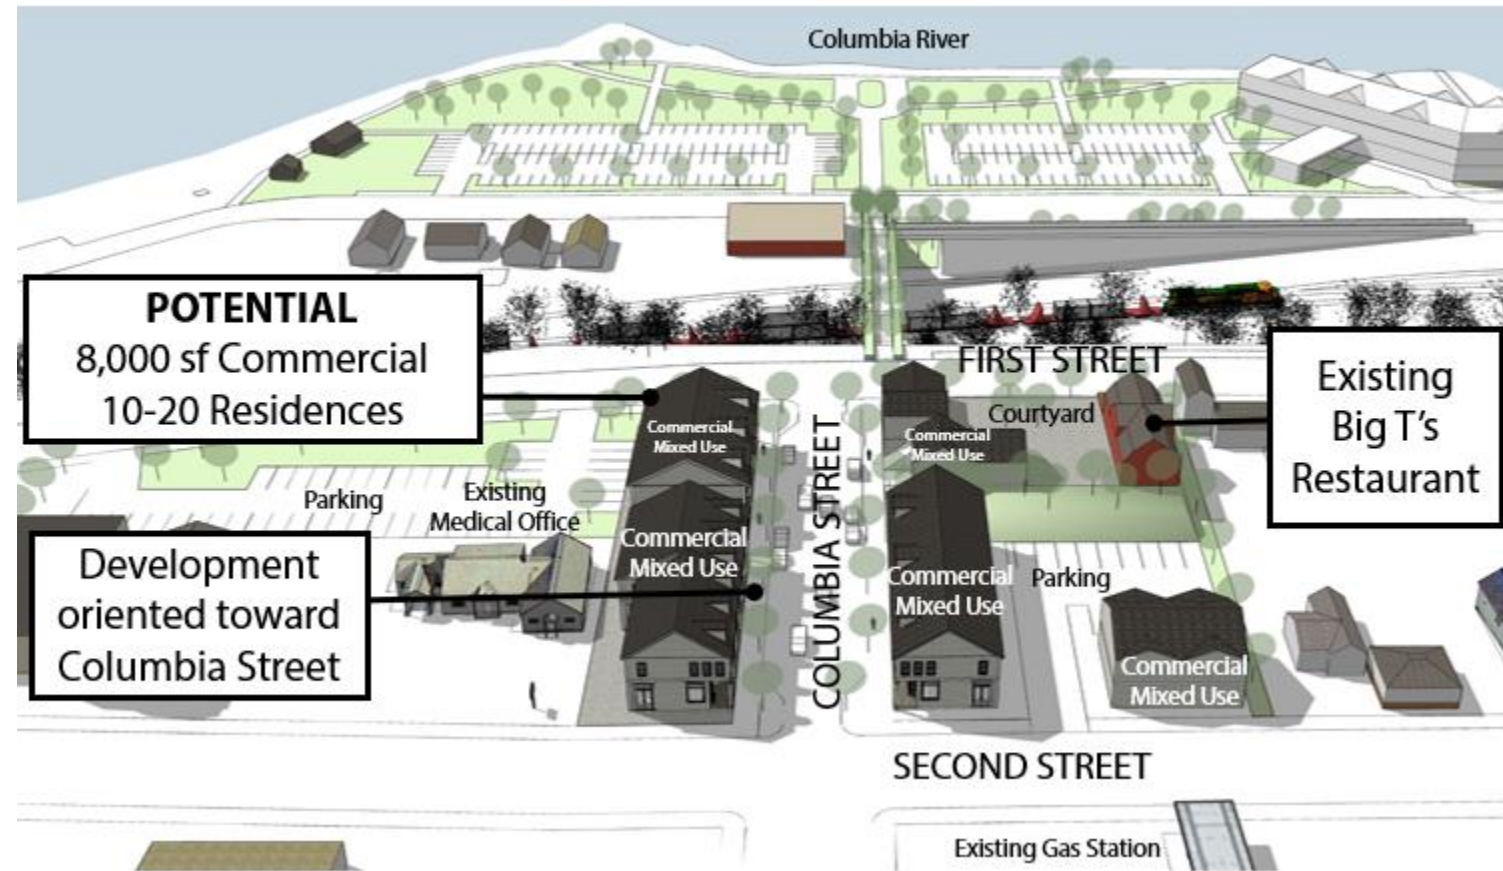 Columbia River
POTENTIAL
8,000 sf Commercial
10-20 Residences
FIRST STREET
Existing
Big T's
Restaurant
Courtyard
Commercial
Mixed Use
Commercial
Mixed Use
COLUMBIA STREET
Parking
Existing
Medical Office
Development
oriented toward
Columbia Street
Commercial
Mixed Use
Commercial
Mixed Use
Parking
Commercial
Mixed Use
SECOND STREET
Existing Gas Station